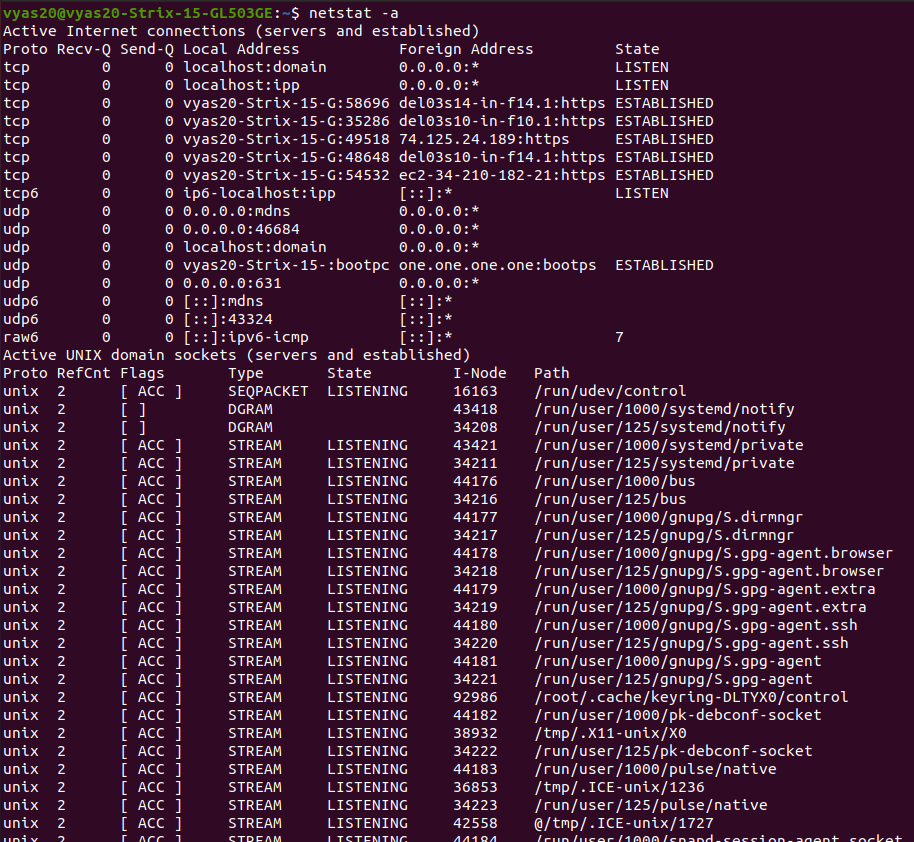 vyas20@vyas20-Strix-15-GL503GE:~$ netstat -a
Active Internet connections (servers and established)
Proto Recv-Q Send-Q Local Address           Foreign Address         State
tcp        0      0 localhost:domain        0.0.0.0:*               LISTEN
tcp        0      0 localhost:ipp           0.0.0.0:*               LISTEN
tcp        0      0 vyas20-Strix-15-G:58696 del03s14-in-f14.1:https ESTABLISHED
tcp        0      0 vyas20-Strix-15-G:35286 del03s10-in-f10.1:https ESTABLISHED
tcp        0      0 vyas20-Strix-15-G:49518 74.125.24.189:https     ESTABLISHED
tcp        0      0 vyas20-Strix-15-G:48648 del03s10-in-f14.1:https ESTABLISHED
tcp        0      0 vyas20-Strix-15-G:54532 ec2-34-210-182-21:https ESTABLISHED
tcp6       0      0 ip6-localhost:ipp       [::]:*                  LISTEN
udp        0      0 0.0.0.0:mdns            0.0.0.0:*
udp        0      0 0.0.0.0:46684           0.0.0.0:*
udp        0      0 localhost:domain        0.0.0.0:*
udp        0      0 vyas20-Strix-15-:bootpc one.one.one.one:bootps  ESTABLISHED
udp        0      0 0.0.0.0:631             0.0.0.0:*
udp6       0      0 [::]:mdns               [::]:*
udp6       0      0 [::]:43324              [::]:*
raw6       0      0 [::]:ipv6-icmp          [::]:*                  7
Active UNIX domain sockets (servers and established)
Proto RefCnt Flags       Type       State         I-Node   Path
unix  2      [ ACC ]     SEQPACKET  LISTENING     16163    /run/udev/control
unix  2      [ ]         DGRAM                    43418    /run/user/1000/systemd/notify
unix  2      [ ]         DGRAM                    34208    /run/user/125/systemd/notify
unix  2      [ ACC ]     STREAM     LISTENING     43421    /run/user/1000/systemd/private
unix  2      [ ACC ]     STREAM     LISTENING     34211    /run/user/125/systemd/private
unix  2      [ ACC ]     STREAM     LISTENING     44176    /run/user/1000/bus
unix  2      [ ACC ]     STREAM     LISTENING     34216    /run/user/125/bus
unix  2      [ ACC ]     STREAM     LISTENING     44177    /run/user/1000/gnupg/S.dirmngr
unix  2      [ ACC ]     STREAM     LISTENING     34217    /run/user/125/gnupg/S.dirmngr
unix  2      [ ACC ]     STREAM     LISTENING     44178    /run/user/1000/gnupg/S.gpg-agent.browser
unix  2      [ ACC ]     STREAM     LISTENING     34218    /run/user/125/gnupg/S.gpg-agent.browser
unix  2      [ ACC ]     STREAM     LISTENING     44179    /run/user/1000/gnupg/S.gpg-agent.extra
unix  2      [ ACC ]     STREAM     LISTENING     34219    /run/user/125/gnupg/S.gpg-agent.extra
unix  2      [ ACC ]     STREAM     LISTENING     44180    /run/user/1000/gnupg/S.gpg-agent.ssh
unix  2      [ ACC ]     STREAM     LISTENING     34220    /run/user/125/gnupg/S.gpg-agent.ssh
unix  2      [ ACC ]     STREAM     LISTENING     44181    /run/user/1000/gnupg/S.gpg-agent
unix  2      [ ACC ]     STREAM     LISTENING     34221    /run/user/125/gnupg/S.gpg-agent
unix  2      [ ACC ]     STREAM     LISTENING     92986    /root/.cache/keyring-DLTYX0/control
unix  2      [ ACC ]     STREAM     LISTENING     44182    /run/user/1000/pk-debconf-socket
unix  2      [ ACC ]     STREAM     LISTENING     38932    /tmp/.X11-unix/X0
unix  2      [ ACC ]     STREAM     LISTENING     34222    /run/user/125/pk-debconf-socket
unix  2      [ ACC ]     STREAM     LISTENING     44183    /run/user/1000/pulse/native
unix  2      [ ACC ]     STREAM     LISTENING     36853    /tmp/.ICE-unix/1236
unix  2      [ ACC ]     STREAM     LISTENING     34223    /run/user/125/pulse/native
unix  2      [ ACC ]     STREAM     LISTENING     42558    @/tmp/.ICE-unix/1727
unix  2      [ ACC ]     STREAM     LISTENING     44184    /run/user/1000/snapd-session-agent.socket